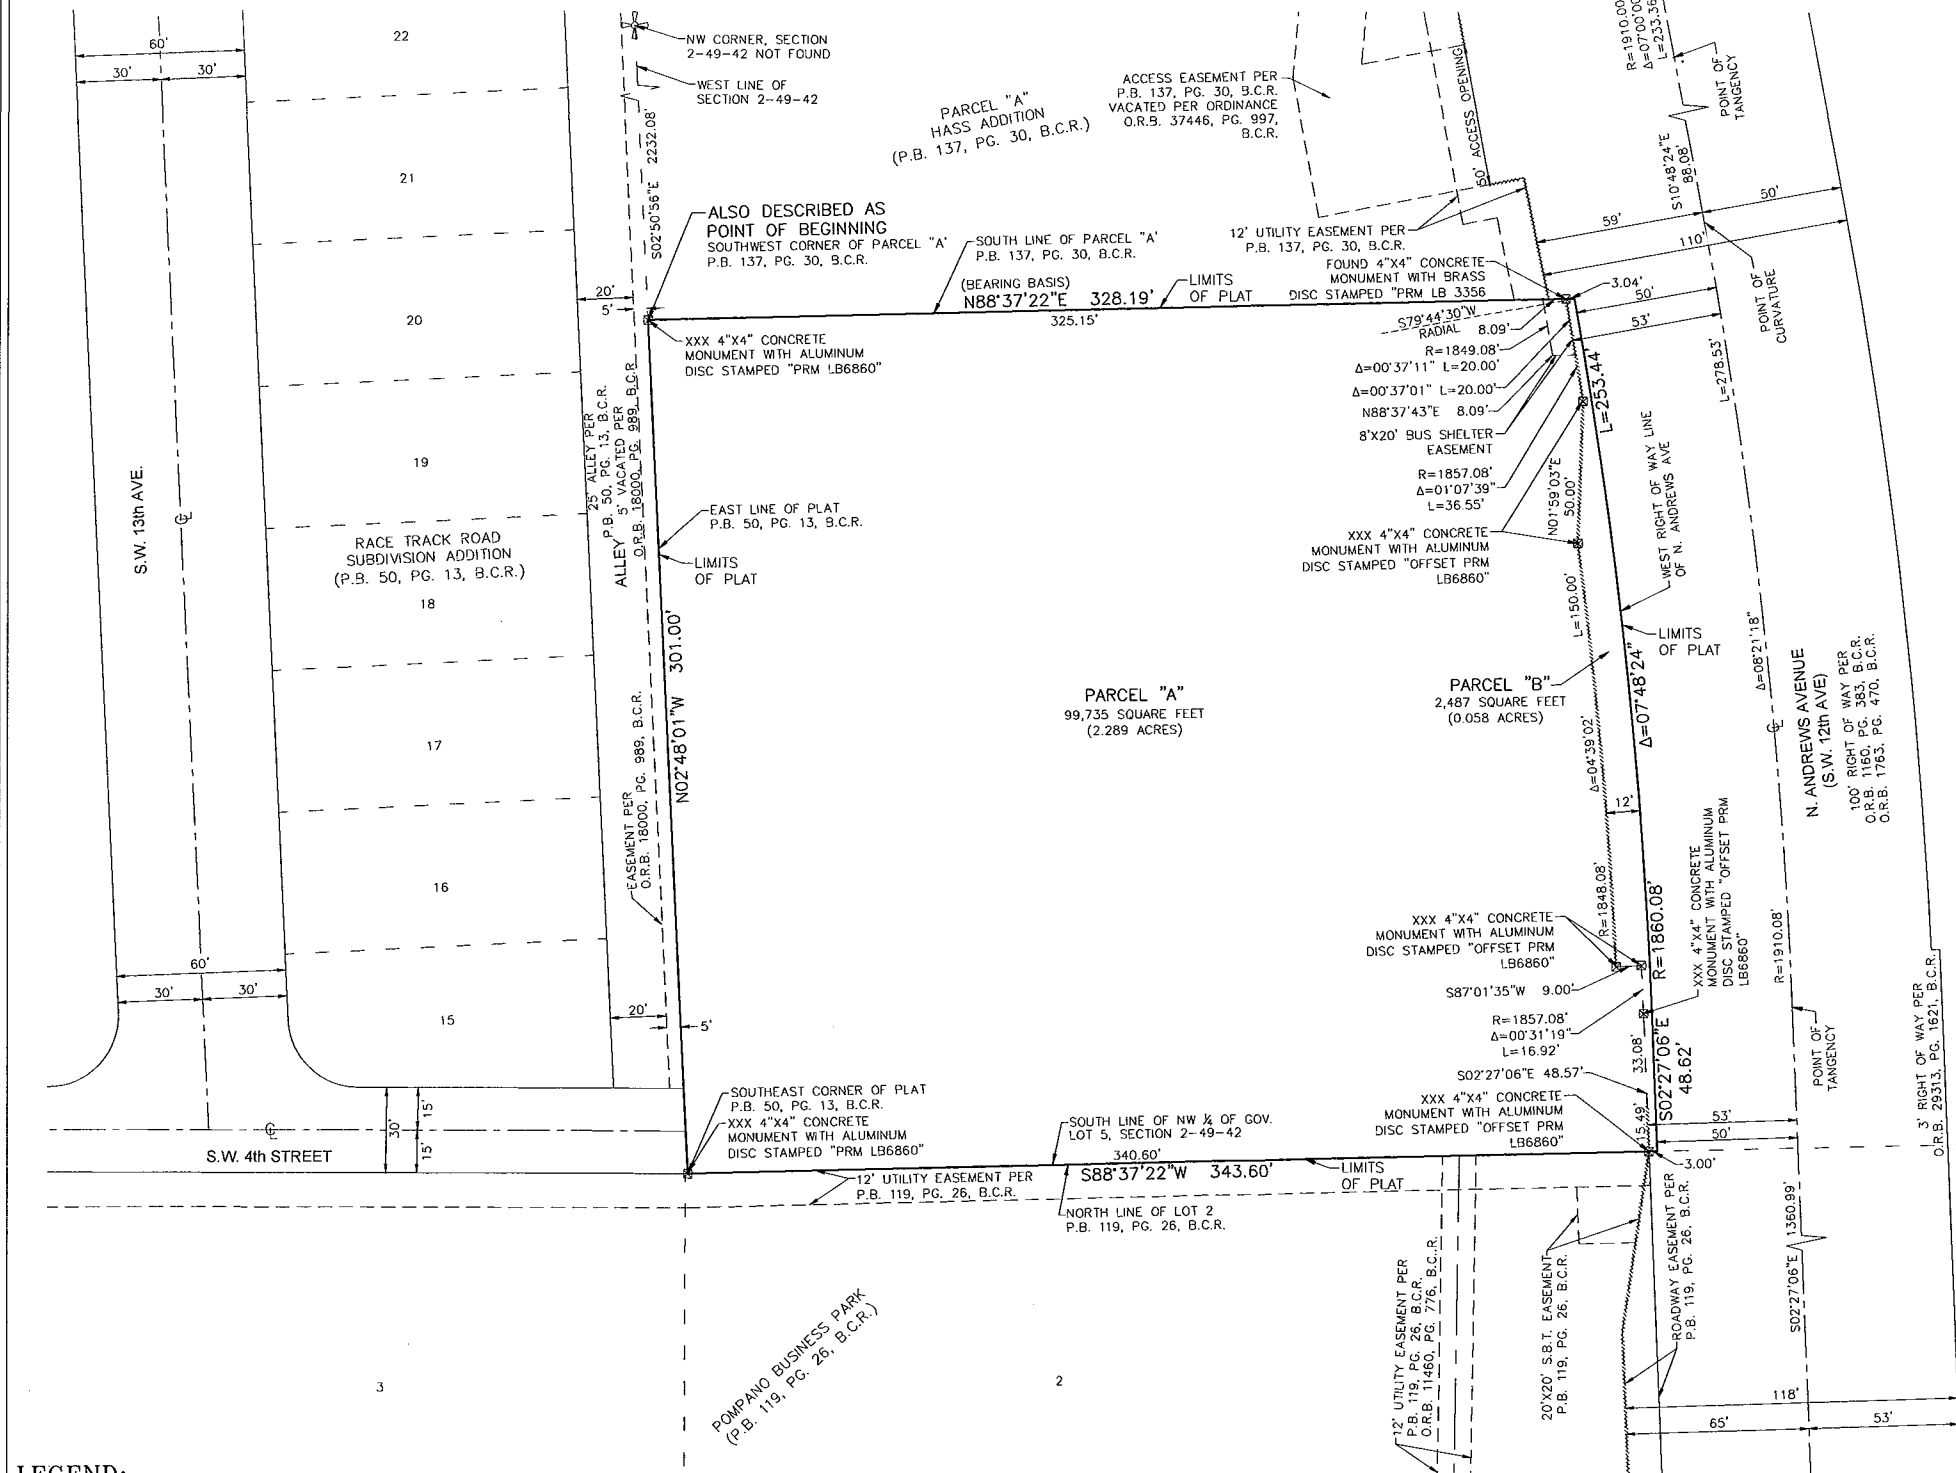 60'
30'
30'
22
21
20
19
18
17
16
15
S.W. 13th AVE.
RACE TRACK ROAD
SUBDIVISION ADDITION
(P.B. 50, PG. 13, B.C.R.)
60'
30'
30'
NW CORNER, SECTION
2-49-42 NOT FOUND
WEST LINE OF
SECTION 2-49-42
S02°50'56"E 2232.08'
PARCEL "A"
HASS ADDITION
(P.B. 137, PG. 30, B.C.R.)
ACCESS EASEMENT PER
P.B. 137, PG. 30, B.C.R.
VACATED PER ORDINANCE
O.R.B. 37446, PG. 997,
B.C.R.
50' ACCESS OPENING
R=1910.00
Δ=07°00'00
L=233.36
POINT OF
TANGENCY
S10°48'24"E
88.08'
59'
50'
110'
ALSO DESCRIBED AS
POINT OF BEGINNING
SOUTHWEST CORNER OF PARCEL "A'
P.B. 137, PG. 30, B.C.R.
SOUTH LINE OF PARCEL "A'
P.B. 137, PG. 30, B.C.R.
12' UTILITY EASEMENT PER
P.B. 137, PG. 30, B.C.R.
FOUND 4"X4" CONCRETE
MONUMENT WITH BRASS
DISC STAMPED "PRM LB 3356
(BEARING BASIS)
N88°37'22"E 328.19'
LIMITS
OF PLAT
325.15'
3.04'
50'
53'
POINT OF
CURVATURE
20'
5'
XXX 4"X4" CONCRETE
MONUMENT WITH ALUMINUM
DISC STAMPED "PRM LB6860"
S79°44'30"W
RADIAL 8.09'
R=1849.08'
Δ=00°37'11" L=20.00'
Δ=00°37'01" L=20.00'
N88°37'43"E 8.09'
8'X20' BUS SHELTER
EASEMENT
R=1857.08'
Δ=01°07'39"
L=36.55'
L=253.44'
L=278.53'
25' ALLEY PER
P.B. 50, PG. 13, B.C.R.
ALLEY 5' VACATED PER
O.R.B. 18000, PG. 989, B.C.R
EAST LINE OF PLAT
P.B. 50, PG. 13, B.C.R.
LIMITS
OF PLAT
N01°59'03"E
50.00'
XXX 4"X4" CONCRETE
MONUMENT WITH ALUMINUM
DISC STAMPED "OFFSET PRM
LB6860"
WEST RIGHT OF WAY LINE
OF N. ANDREWS AVE
L=150.00'
LIMITS
OF PLAT
N02°48'01"W 301.00'
PARCEL "A"
99,735 SQUARE FEET
(2.289 ACRES)
PARCEL "B"
2,487 SQUARE FEET
(0.058 ACRES)
Δ=07°48'24"
Δ=08°21'18"
Δ=04°39'02"
12'
N. ANDREWS AVENUE
(S.W. 12th AVE)
100' RIGHT OF WAY PER
O.R.B. 1160, PG. 383, B.C.R.
O.R.B. 1763, PG. 470, B.C.R.
EASEMENT PER
O.R.B. 18000, PG. 989, B.C.R.
R=1848.08'
R=1860.08'
R=1910.08'
XXX 4"X4" CONCRETE
MONUMENT WITH ALUMINUM
DISC STAMPED "OFFSET PRM
LB6860"
XXX 4"X4" CONCRETE
MONUMENT WITH ALUMINUM
DISC STAMPED "OFFSET PRM
LB6860"
S87°01'35"W 9.00'
R=1857.08'
Δ=00°31'19"
L=16.92'
33.08'
S02°27'06"E
48.62'
S02°27'06"E 48.57'
15.49'
POINT OF
TANGENCY
3' RIGHT OF WAY PER
O.R.B. 29313, PG. 1621, B.C.R.
20'
5'
SOUTHEAST CORNER OF PLAT
P.B. 50, PG. 13, B.C.R.
XXX 4"X4" CONCRETE
MONUMENT WITH ALUMINUM
DISC STAMPED "PRM LB6860"
SOUTH LINE OF NW ¼ OF GOV.
LOT 5, SECTION 2-49-42
XXX 4"X4" CONCRETE
MONUMENT WITH ALUMINUM
DISC STAMPED "OFFSET PRM
LB6860"
53'
50'
3.00'
30'
15'
15'
S.W. 4th STREET
340.60'
S88°37'22"W 343.60'
LIMITS
OF PLAT
12' UTILITY EASEMENT PER
P.B. 119, PG. 26, B.C.R.
NORTH LINE OF LOT 2
P.B. 119, PG. 26, B.C.R.
12' UTILITY EASEMENT PER
P.B. 119, PG. 26, B.C.R.
O.R.B. 11460, PG. 776, B.C..R.
20'X20' S.B.T. EASEMENT
P.B. 119, PG. 26, B.C.R.
ROADWAY EASEMENT PER
P.B. 119, PG. 26, B.C.R.
S02°27'06"E 1360.99'
POMPANO BUSINESS PARK
(P.B. 119, PG. 26, B.C.R.)
3
2
118'
65'
53'
LEGEND: